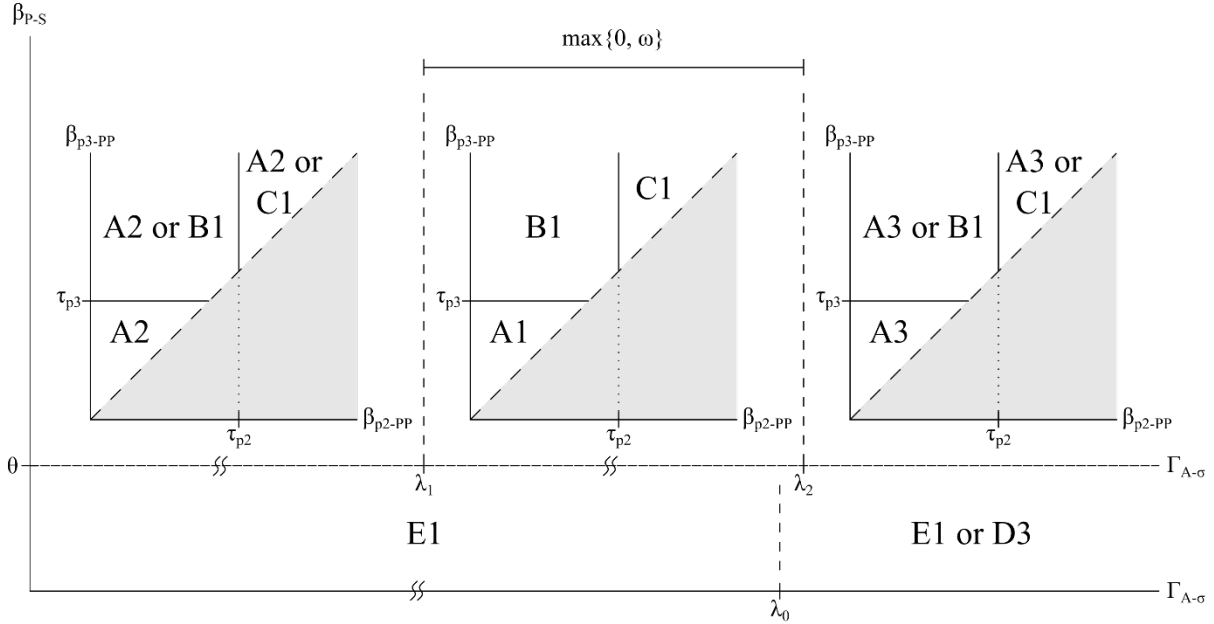 β_P-S
max{0, ω}
β_p3-PP
A2 or
C1
A2 or B1
τ_p3
A2
τ_p2
β_p2-PP
β_p3-PP
C1
B1
τ_p3
A1
τ_p2
β_p2-PP
β_p3-PP
A3 or
C1
A3 or B1
τ_p3
A3
τ_p2
β_p2-PP
θ
λ_1
λ_2
Γ_A-σ
E1
E1 or D3
λ_0
Γ_A-σ